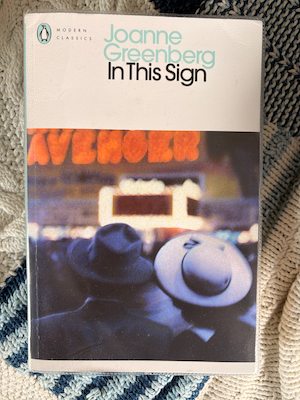 MODERN
CLASSICS
Joanne
Greenberg
In This Sign
AVENGER